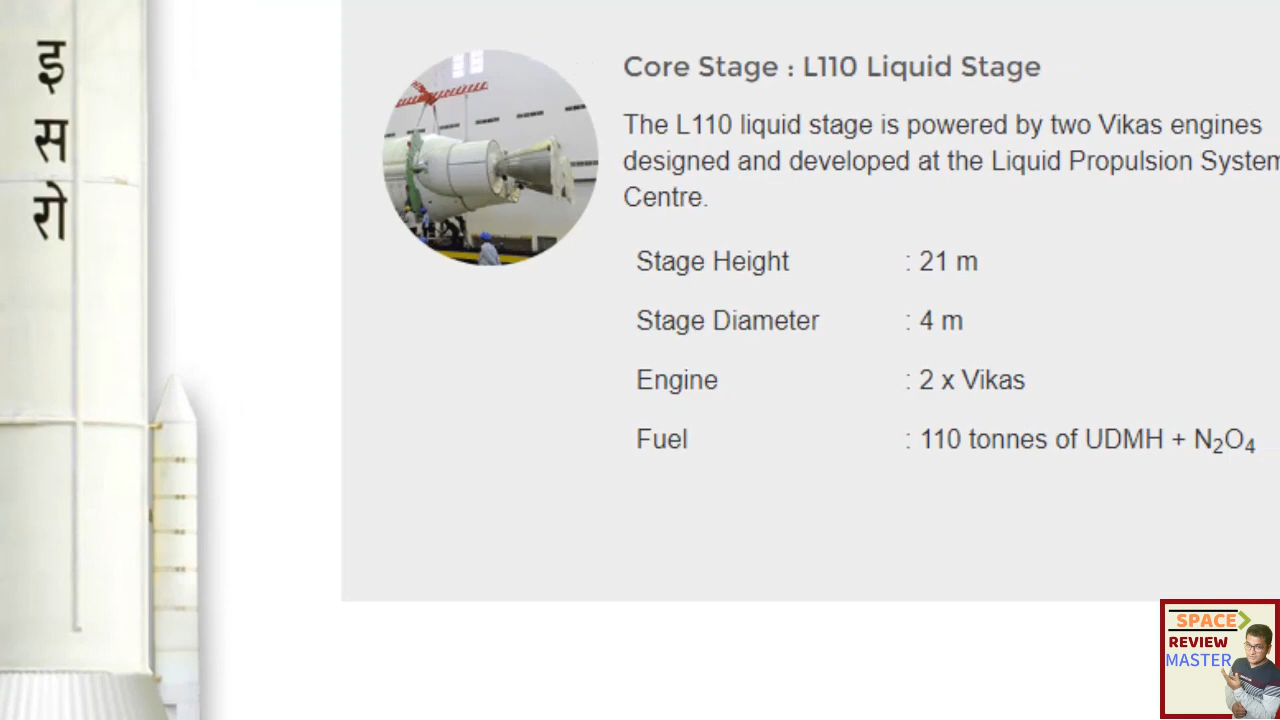 इ
स
रो
Core Stage : L110 Liquid Stage
The L110 liquid stage is powered by two Vikas engines
designed and developed at the Liquid Propulsion System
Centre.
Stage Height : 21 m
Stage Diameter : 4 m
Engine : 2 x Vikas
Fuel : 110 tonnes of UDMH + N₂O₄
SPACE
REVIEW
MASTER